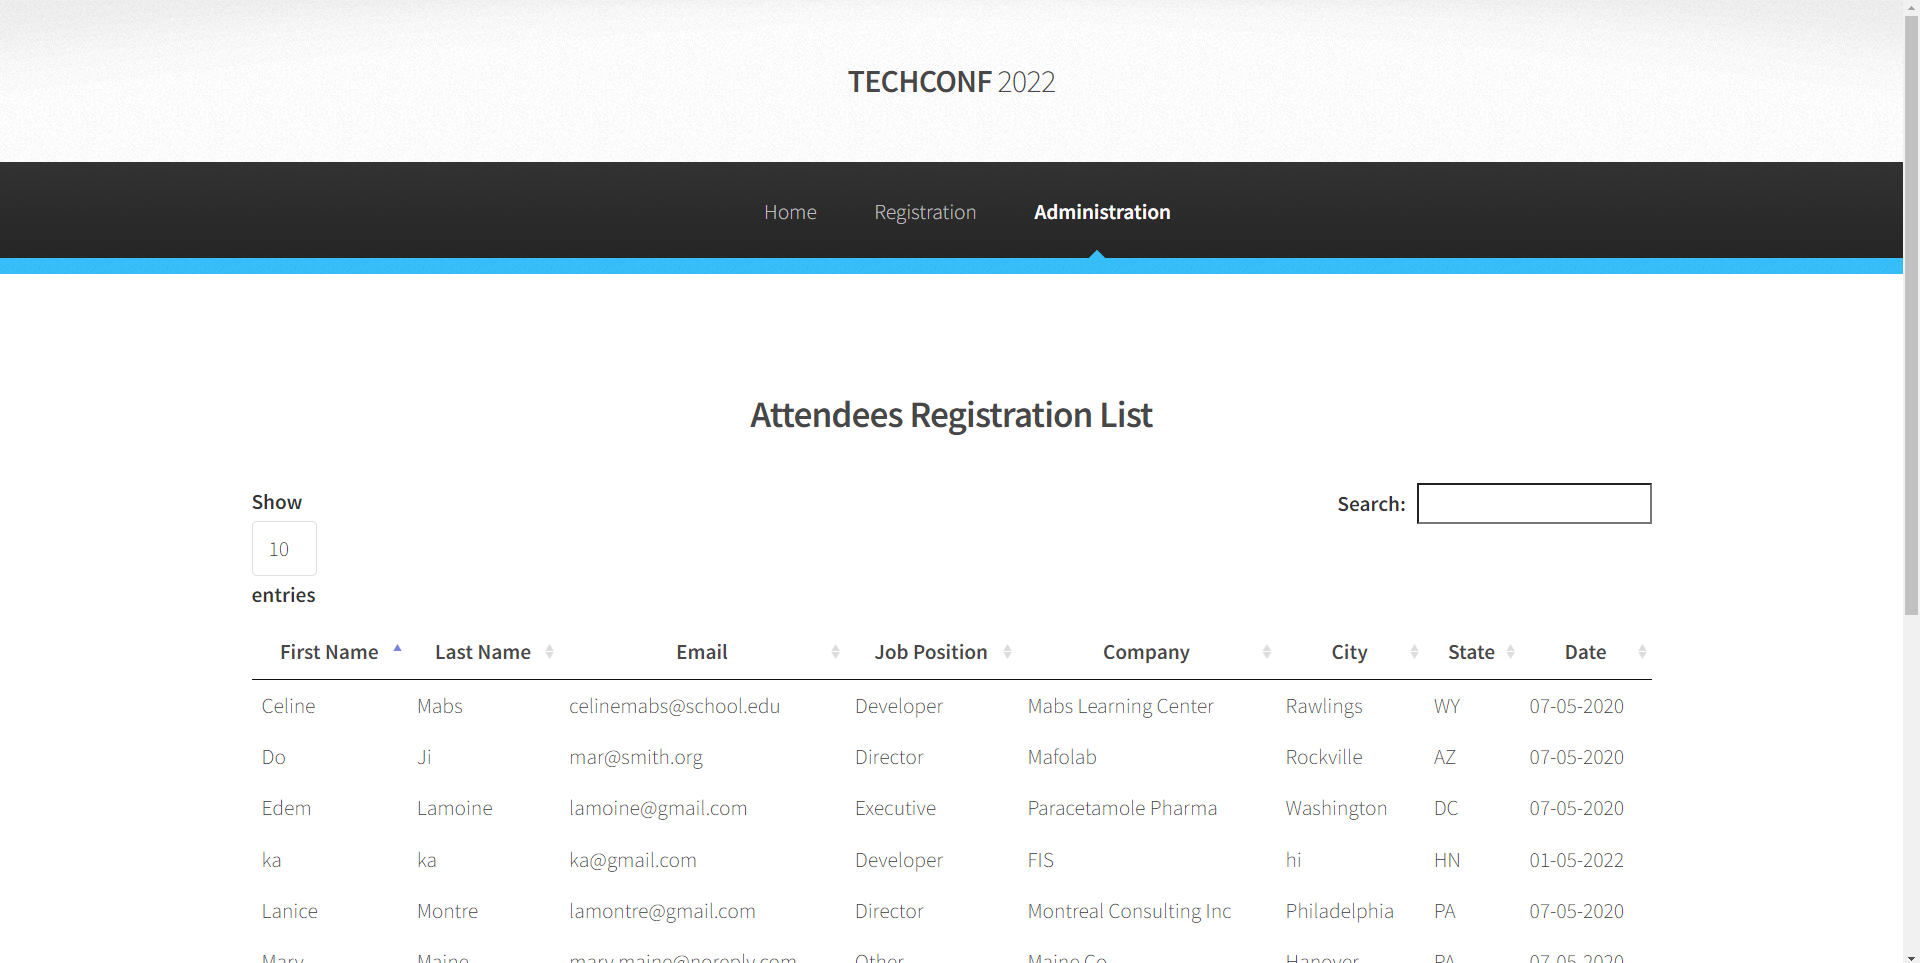 TECHCONF 2022
Home Registration Administration
Attendees Registration List
Show
10
entries
Search:
First Name Last Name Email Job Position Company City State Date
Celine Mabs celinemabs@school.edu Developer Mabs Learning Center Rawlings WY 07-05-2020
Do Ji mar@smith.org Director Mafolab Rockville AZ 07-05-2020
Edem Lamoine lamoine@gmail.com Executive Paracetamole Pharma Washington DC 07-05-2020
ka ka ka@gmail.com Developer FIS hi HN 01-05-2022
Lanice Montre lamontre@gmail.com Director Montreal Consulting Inc Philadelphia PA 07-05-2020
Mary Maine mary.maine@noreply.com Other Maine Co Hanover PA 07-05-2020